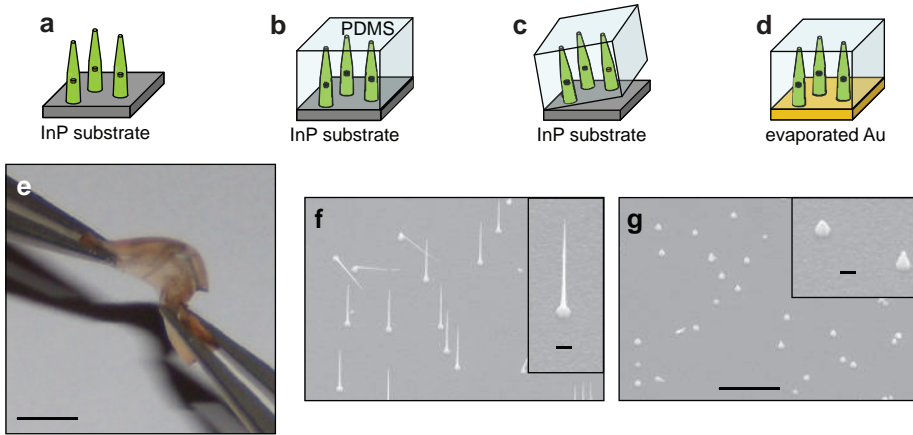 a
b
c
d
PDMS
InP substrate
InP substrate
InP substrate
evaporated Au
e
f
g